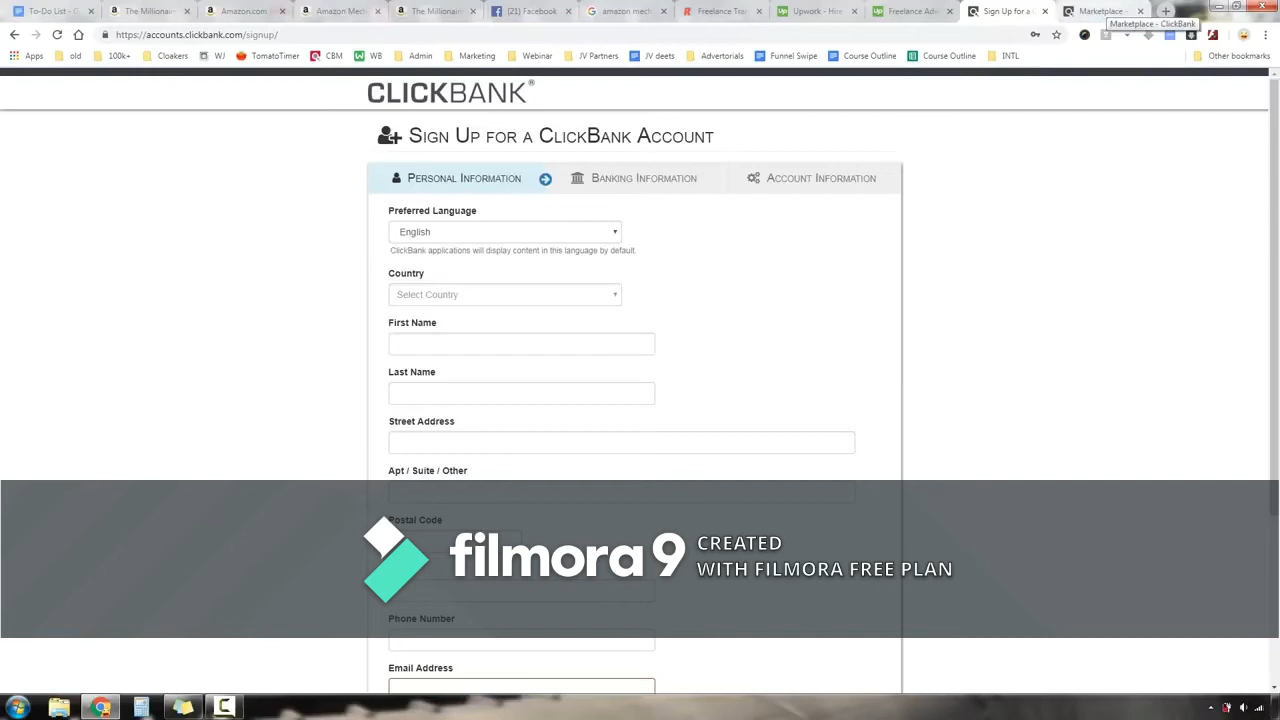 To-Do List - G
The Millionair
Amazon.com
Amazon Mech
The Millionair
(21) Facebook
amazon mech
Freelance Tra
Upwork - Hire
Freelance Adv
Sign Up for a C
Marketplace -
Marketplace - ClickBank
https://accounts.clickbank.com/signup/
Apps
old
100k+
Cloakers
WJ
TomatoTimer
CBM
WB
Admin
Marketing
Webinar
JV Partners
JV deets
Advertorials
Funnel Swipe
Course Outline
Course Outline
INTL
Other bookmarks
CLICKBANK®
Sign Up for a ClickBank Account
Personal Information
Banking Information
Account Information
Preferred Language
English
ClickBank applications will display content in this language by default.
Country
Select Country
First Name
Last Name
Street Address
Apt / Suite / Other
Postal Code
filmora 9
CREATED
WITH FILMORA FREE PLAN
Phone Number
Email Address